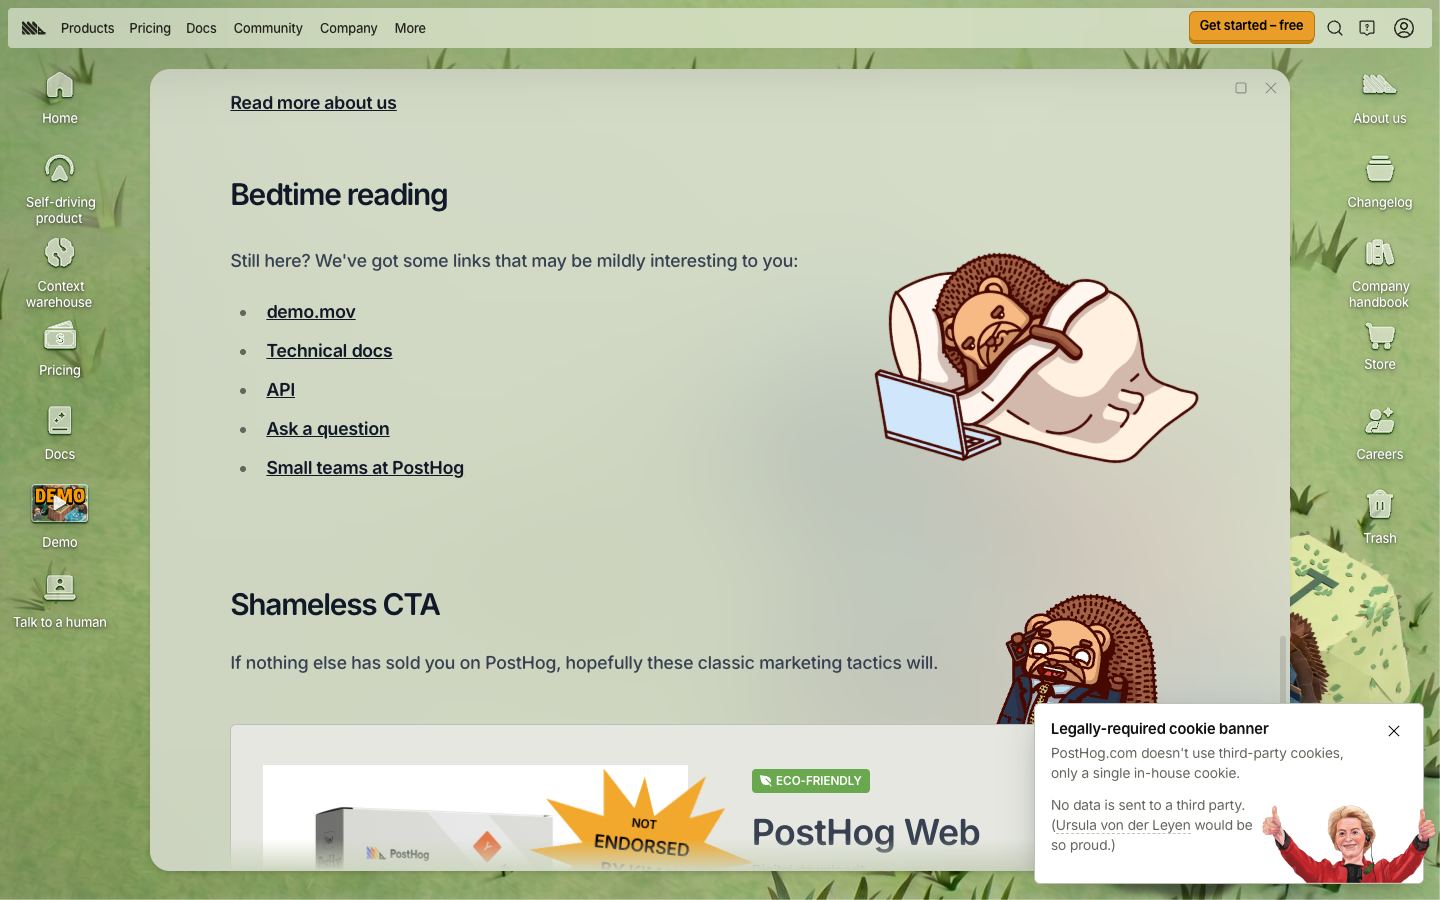 Products Pricing Docs Community Company More
Get started – free
Home
Self-driving
product
Context
warehouse
Pricing
Docs
DEMO
Demo
Talk to a human
Read more about us
Bedtime reading
Still here? We've got some links that may be mildly interesting to you:
demo.mov
Technical docs
API
Ask a question
Small teams at PostHog
Shameless CTA
If nothing else has sold you on PostHog, hopefully these classic marketing tactics will.
PostHog
NOT
ENDORSED
BY KIM
ECO-FRIENDLY
PostHog Web
About us
Changelog
Company
handbook
Store
Careers
Trash
Legally-required cookie banner
PostHog.com doesn't use third-party cookies,
only a single in-house cookie.
No data is sent to a third party.
(Ursula von der Leyen would be
so proud.)